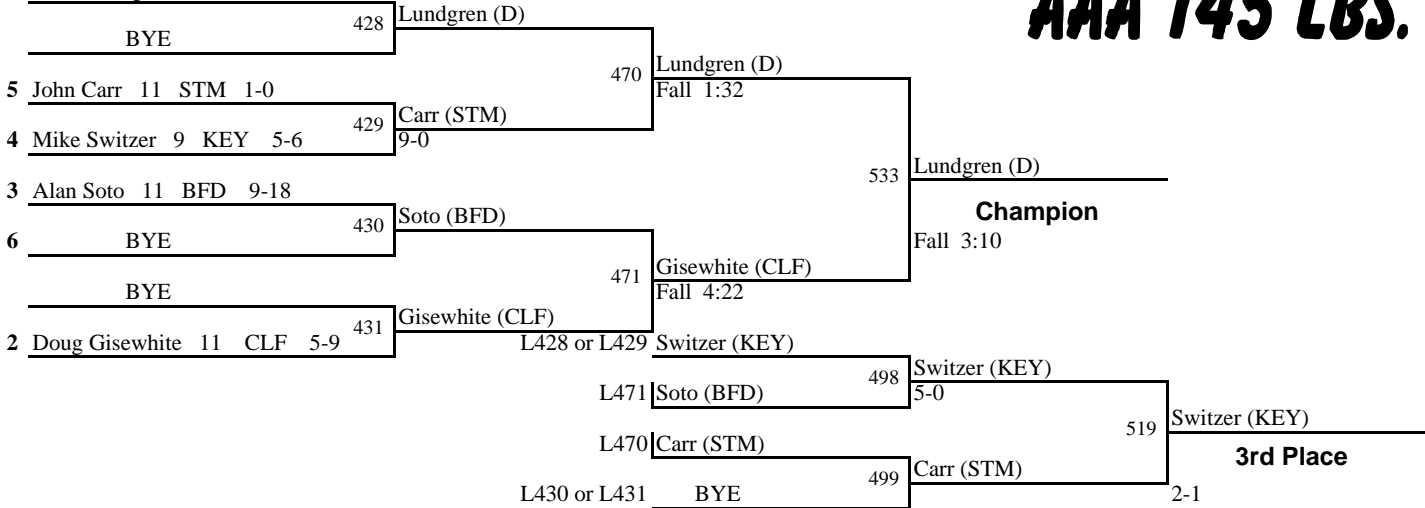 AAA 145 LBS.
428 Lundgren (D)
BYE
5 John Carr 11 STM 1-0
470 Lundgren (D)
Fall 1:32
429 Carr (STM)
9-0
4 Mike Switzer 9 KEY 5-6
533 Lundgren (D)
Champion
Fall 3:10
3 Alan Soto 11 BFD 9-18
430 Soto (BFD)
6 BYE
471 Gisewhite (CLF)
Fall 4:22
BYE
431 Gisewhite (CLF)
2 Doug Gisewhite 11 CLF 5-9
L428 or L429 Switzer (KEY)
498 Switzer (KEY)
5-0
L471 Soto (BFD)
519 Switzer (KEY)
3rd Place
2-1
L470 Carr (STM)
499 Carr (STM)
L430 or L431 BYE